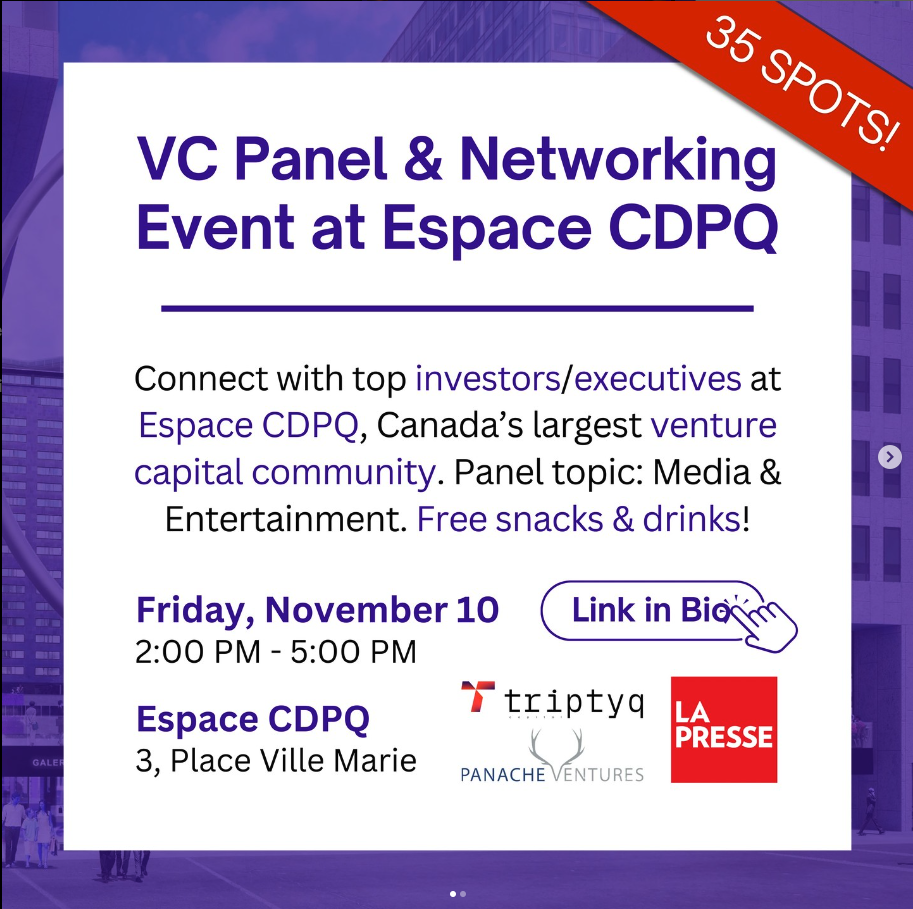 35 SPOTS!
VC Panel & Networking
Event at Espace CDPQ
Connect with top investors/executives at
Espace CDPQ, Canada’s largest venture
capital community. Panel topic: Media &
Entertainment. Free snacks & drinks!
Friday, November 10
2:00 PM - 5:00 PM
Link in Bio
Espace CDPQ
3, Place Ville Marie
triptyq
capital
PANACHE VENTURES
LA
PRESSE
GALER